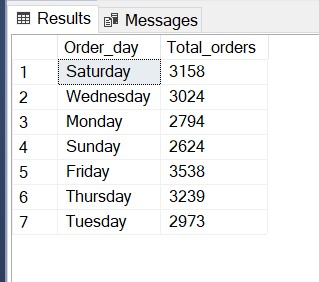 Results Messages
Order_day Total_orders
1 Saturday 3158
2 Wednesday 3024
3 Monday 2794
4 Sunday 2624
5 Friday 3538
6 Thursday 3239
7 Tuesday 2973